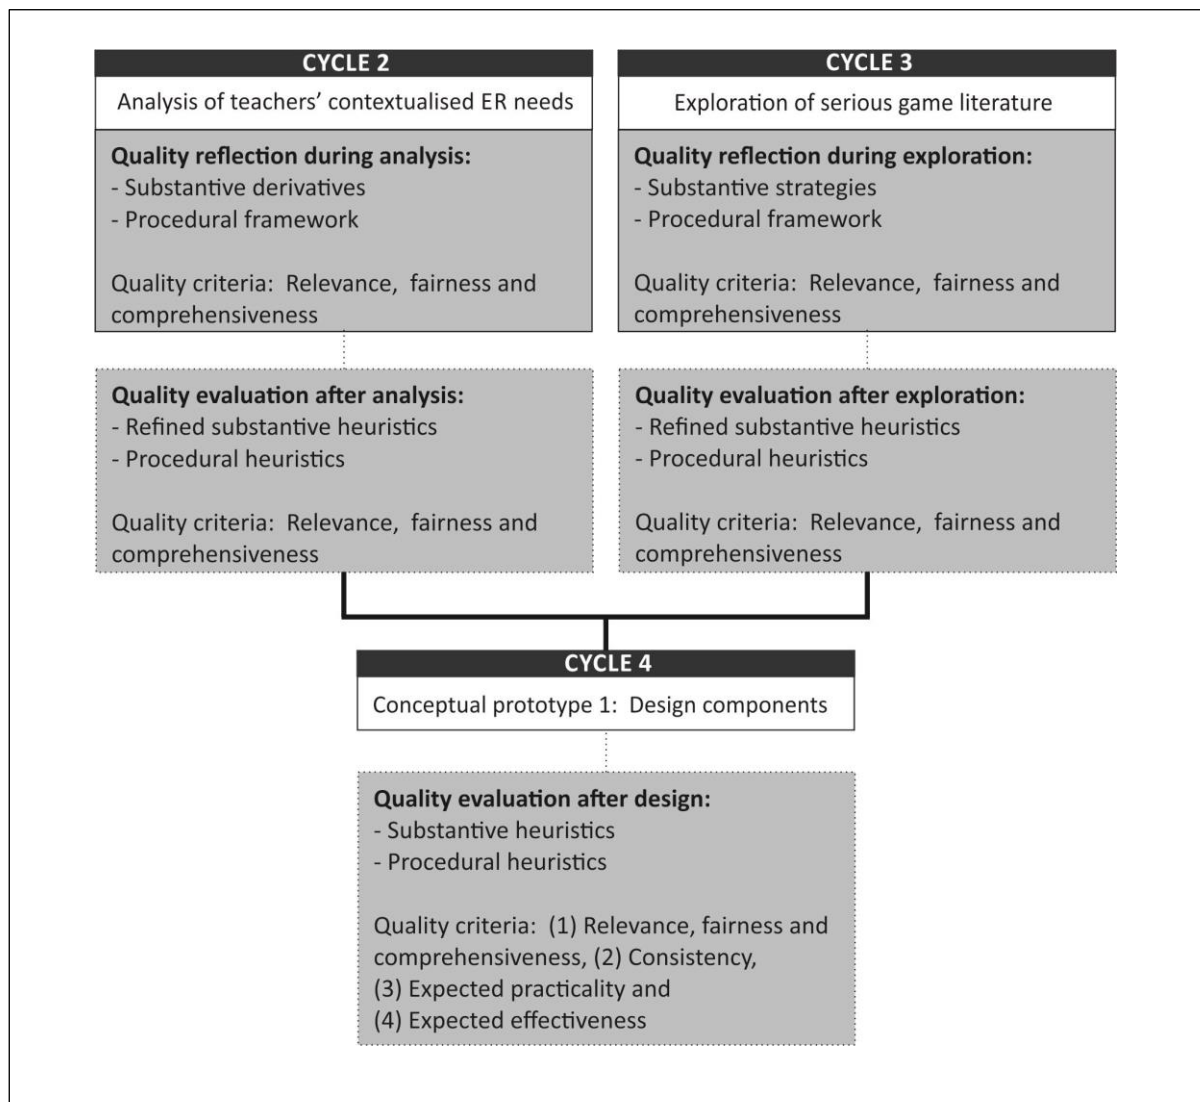 CYCLE 2
Analysis of teachers' contextualised ER needs
Quality reflection during analysis:
- Substantive derivatives
- Procedural framework
Quality criteria: Relevance, fairness and
comprehensiveness
Quality evaluation after analysis:
- Refined substantive heuristics
- Procedural heuristics
Quality criteria: Relevance, fairness and
comprehensiveness
CYCLE 3
Exploration of serious game literature
Quality reflection during exploration:
- Substantive strategies
- Procedural framework
Quality criteria: Relevance, fairness and
comprehensiveness
Quality evaluation after exploration:
- Refined substantive heuristics
- Procedural heuristics
Quality criteria: Relevance, fairness and
comprehensiveness
CYCLE 4
Conceptual prototype 1: Design components
Quality evaluation after design:
- Substantive heuristics
- Procedural heuristics
Quality criteria: (1) Relevance, fairness and
comprehensiveness, (2) Consistency,
(3) Expected practicality and
(4) Expected effectiveness